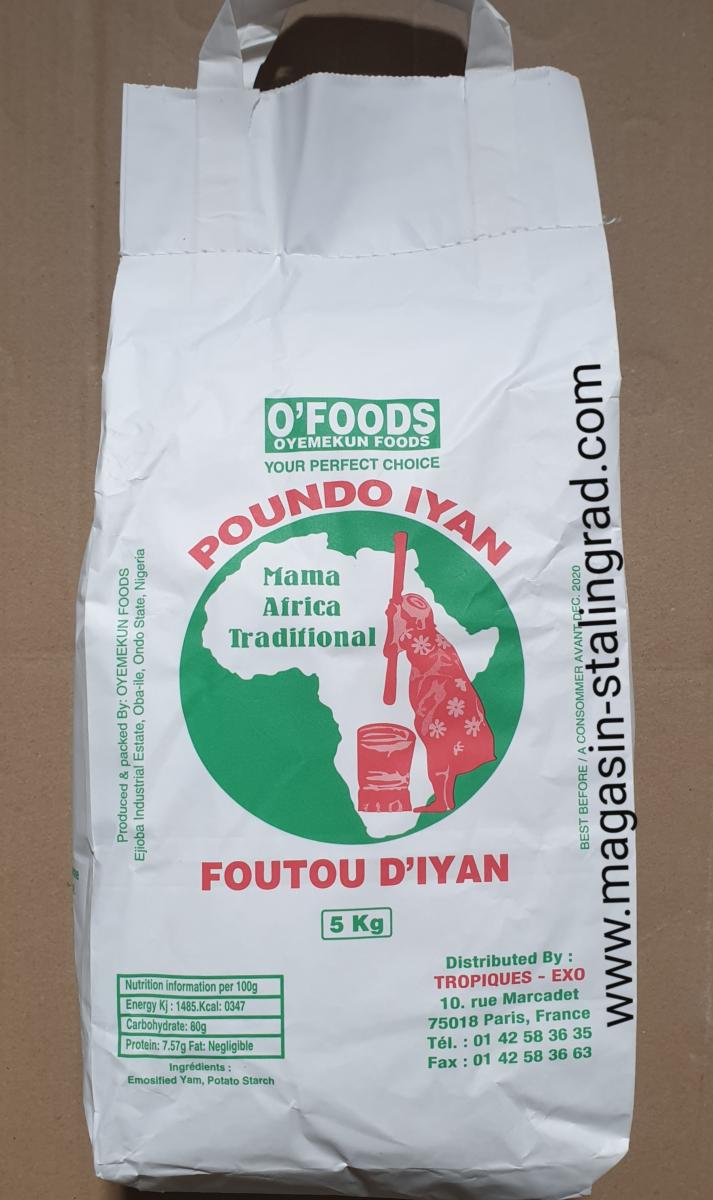 O'FOODS
OYEMEKUN FOODS
YOUR PERFECT CHOICE
POUNDO IYAN
Mama
Africa
Traditional
FOUTOU D'IYAN
5 Kg
Produced & packed By: OYEMEKUN FOODS
Ejioba Industrial Estate, Oba-ile, Ondo State, Nigeria
BEST BEFORE / A CONSOMMER AVANT DEC. 2020
www.magasin-stalingrad.com
Nutrition information per 100g
Energy Kj : 1485.Kcal: 0347
Carbohydrate: 80g
Protein: 7.57g Fat: Negligible
Ingrédients :
Emosified Yam, Potato Starch
Distributed By :
TROPIQUES - EXO
10. rue Marcadet
75018 Paris, France
Tél. : 01 42 58 36 35
Fax : 01 42 58 36 63